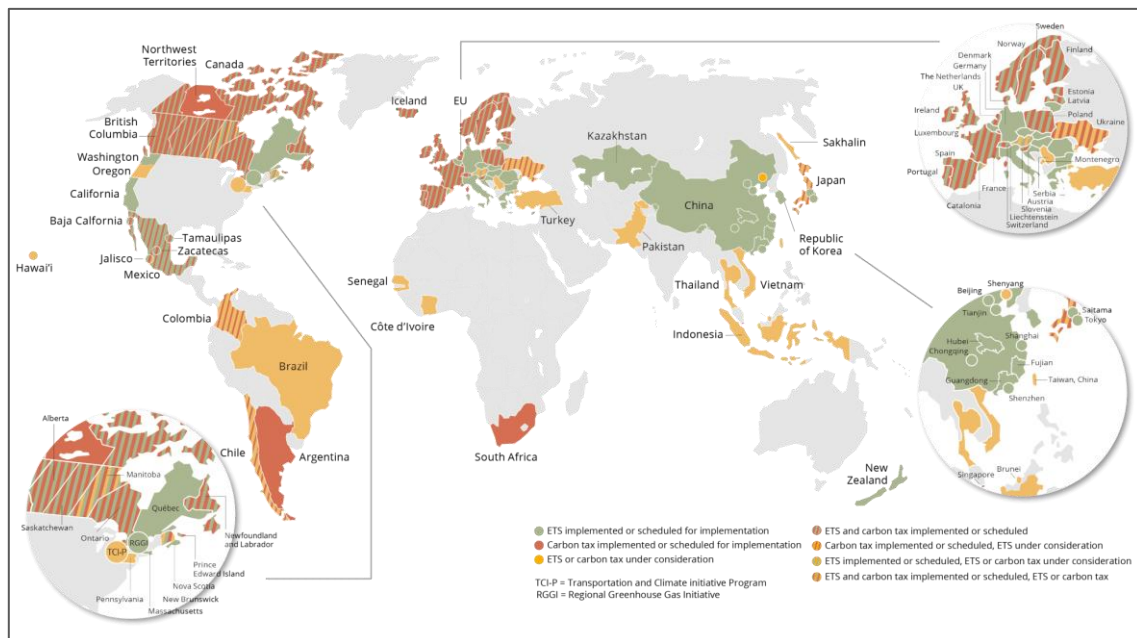 Northwest
Territories
Canada
British
Columbia
Washington
Oregon
California
Baja Calfornia
Hawai'i
Jalisco
Mexico
Tamaulipas
Zacatecas
Colombia
Brazil
Chile
Argentina
Iceland
EU
Senegal
Côte d'Ivoire
South Africa
Kazakhstan
Turkey
Pakistan
China
Thailand
Vietnam
Indonesia
Sakhalin
Japan
Republic
of Korea
New
Zealand
Sweden
Norway
Denmark
Finland
Germany
The Netherlands
UK
Estonia
Latvia
Ireland
Poland
Ukraine
Luxembourg
Spain
Portugal
Montenegro
France
Serbia
Austria
Catalonia
Slovenia
Liechtenstein
Switzerland
Beijing
Shenyang
Tianjin
Saitama
Tokyo
Shanghai
Hubei
Chongqing
Fujian
Guangdong
Taiwan, China
Shenzhen
Singapore
Brunei
Alberta
Manitoba
Québec
Saskatchewan
Ontario
RGGI
TCI-P
Newfoundland
and Labrador
Prince
Edward Island
Nova Scotia
Pennsylvania
New Brunswick
Massachusetts
ETS implemented or scheduled for implementation
Carbon tax implemented or scheduled for implementation
ETS or carbon tax under consideration
TCI-P = Transportation and Climate initiative Program
RGGI = Regional Greenhouse Gas Initiative
ETS and carbon tax implemented or scheduled
Carbon tax implemented or scheduled, ETS under consideration
ETS implemented or scheduled, ETS or carbon tax under consideration
ETS and carbon tax implemented or scheduled, ETS or carbon tax